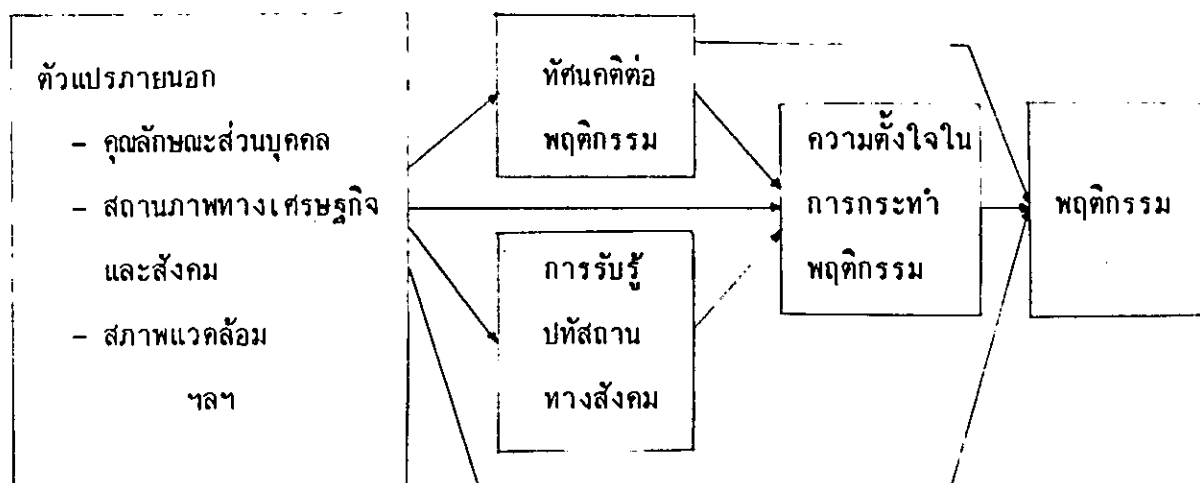 ตัวแปรภายนอก
- คุณลักษณะส่วนบุคคล
- สถานภาพทางเศรษฐกิจ
และสังคม
- สภาพแวดล้อม
ฯลฯ
ทัศนคติต่อ
พฤติกรรม
การรับรู้
ปทัสถาน
ทางสังคม
ความตั้งใจใน
การกระทำ
พฤติกรรม
พฤติกรรม